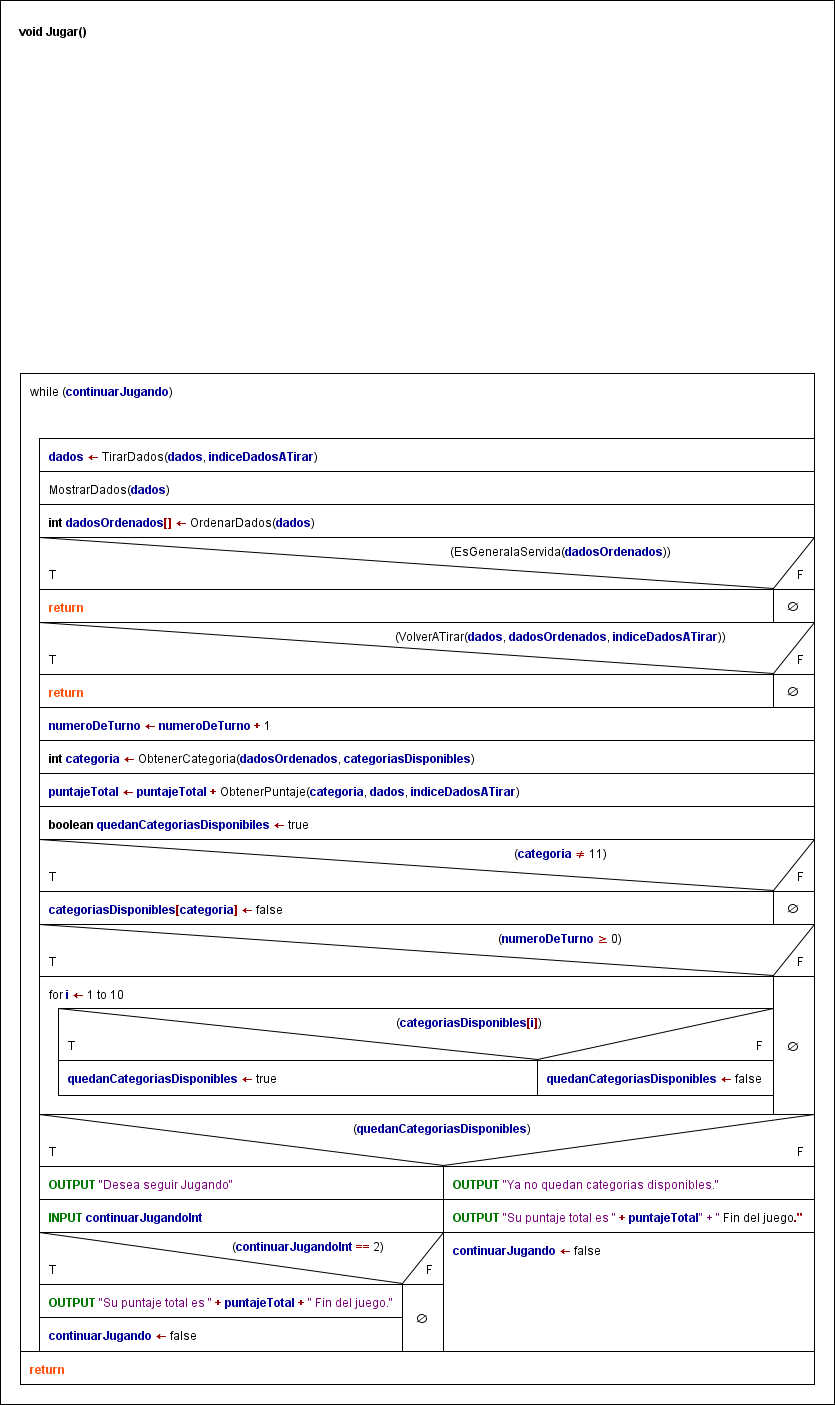 void Jugar()
while (continuarJugando)
dados ← TirarDados(dados, indiceDadosATirar)
MostrarDados(dados)
int dadosOrdenados[] ← OrdenarDados(dados)
(EsGeneralaServida(dadosOrdenados))
T F
return ∅
(VolverATirar(dados, dadosOrdenados, indiceDadosATirar))
T F
return ∅
numeroDeTurno ← numeroDeTurno + 1
int categoria ← ObtenerCategoria(dadosOrdenados, categoriasDisponibles)
puntajeTotal ← puntajeTotal + ObtenerPuntaje(categoria, dados, indiceDadosATirar)
boolean quedanCategoriasDisponibiles ← true
(categoria ≠ 11)
T F
categoriasDisponibles[categoria] ← false ∅
(numeroDeTurno ≥ 0)
T F
for i ← 1 to 10
(categoriasDisponibles[i])
T F ∅
quedanCategoriasDisponibles ← true quedanCategoriasDisponibles ← false
(quedanCategoriasDisponibles)
T F
OUTPUT "Desea seguir Jugando" OUTPUT "Ya no quedan categorias disponibles."
INPUT continuarJugandoInt OUTPUT "Su puntaje total es " + puntajeTotal" + " Fin del juego."
(continuarJugandoInt == 2) continuarJugando ← false
T F
OUTPUT "Su puntaje total es " + puntajeTotal + " Fin del juego." ∅
continuarJugando ← false
return